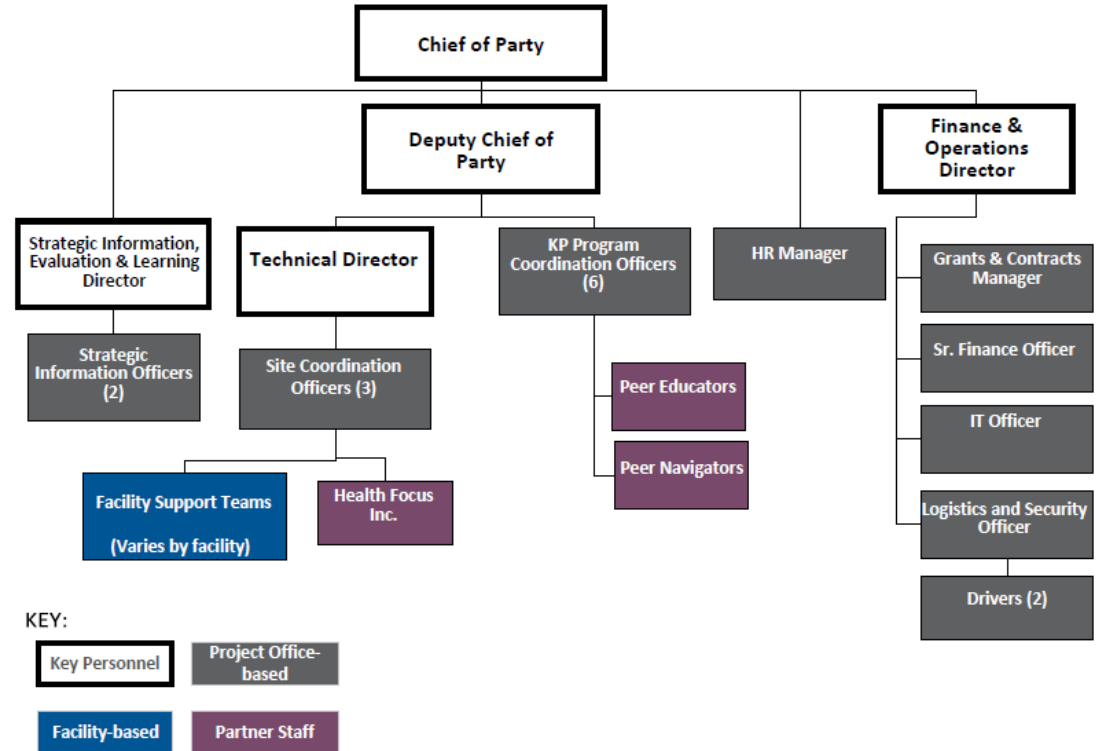 Chief of Party
Deputy Chief of
Party
Finance &
Operations
Director
Strategic Information,
Evaluation & Learning
Director
Technical Director
KP Program
Coordination Officers
(6)
HR Manager
Grants & Contracts
Manager
Strategic
Information Officers
(2)
Site Coordination
Officers (3)
Sr. Finance Officer
Peer Educators
IT Officer
Peer Navigators
Facility Support Teams
(Varies by facility)
Health Focus
Inc.
Logistics and Security
Officer
Drivers (2)
KEY:
Key Personnel
Project Office-
based
Facility-based
Partner Staff